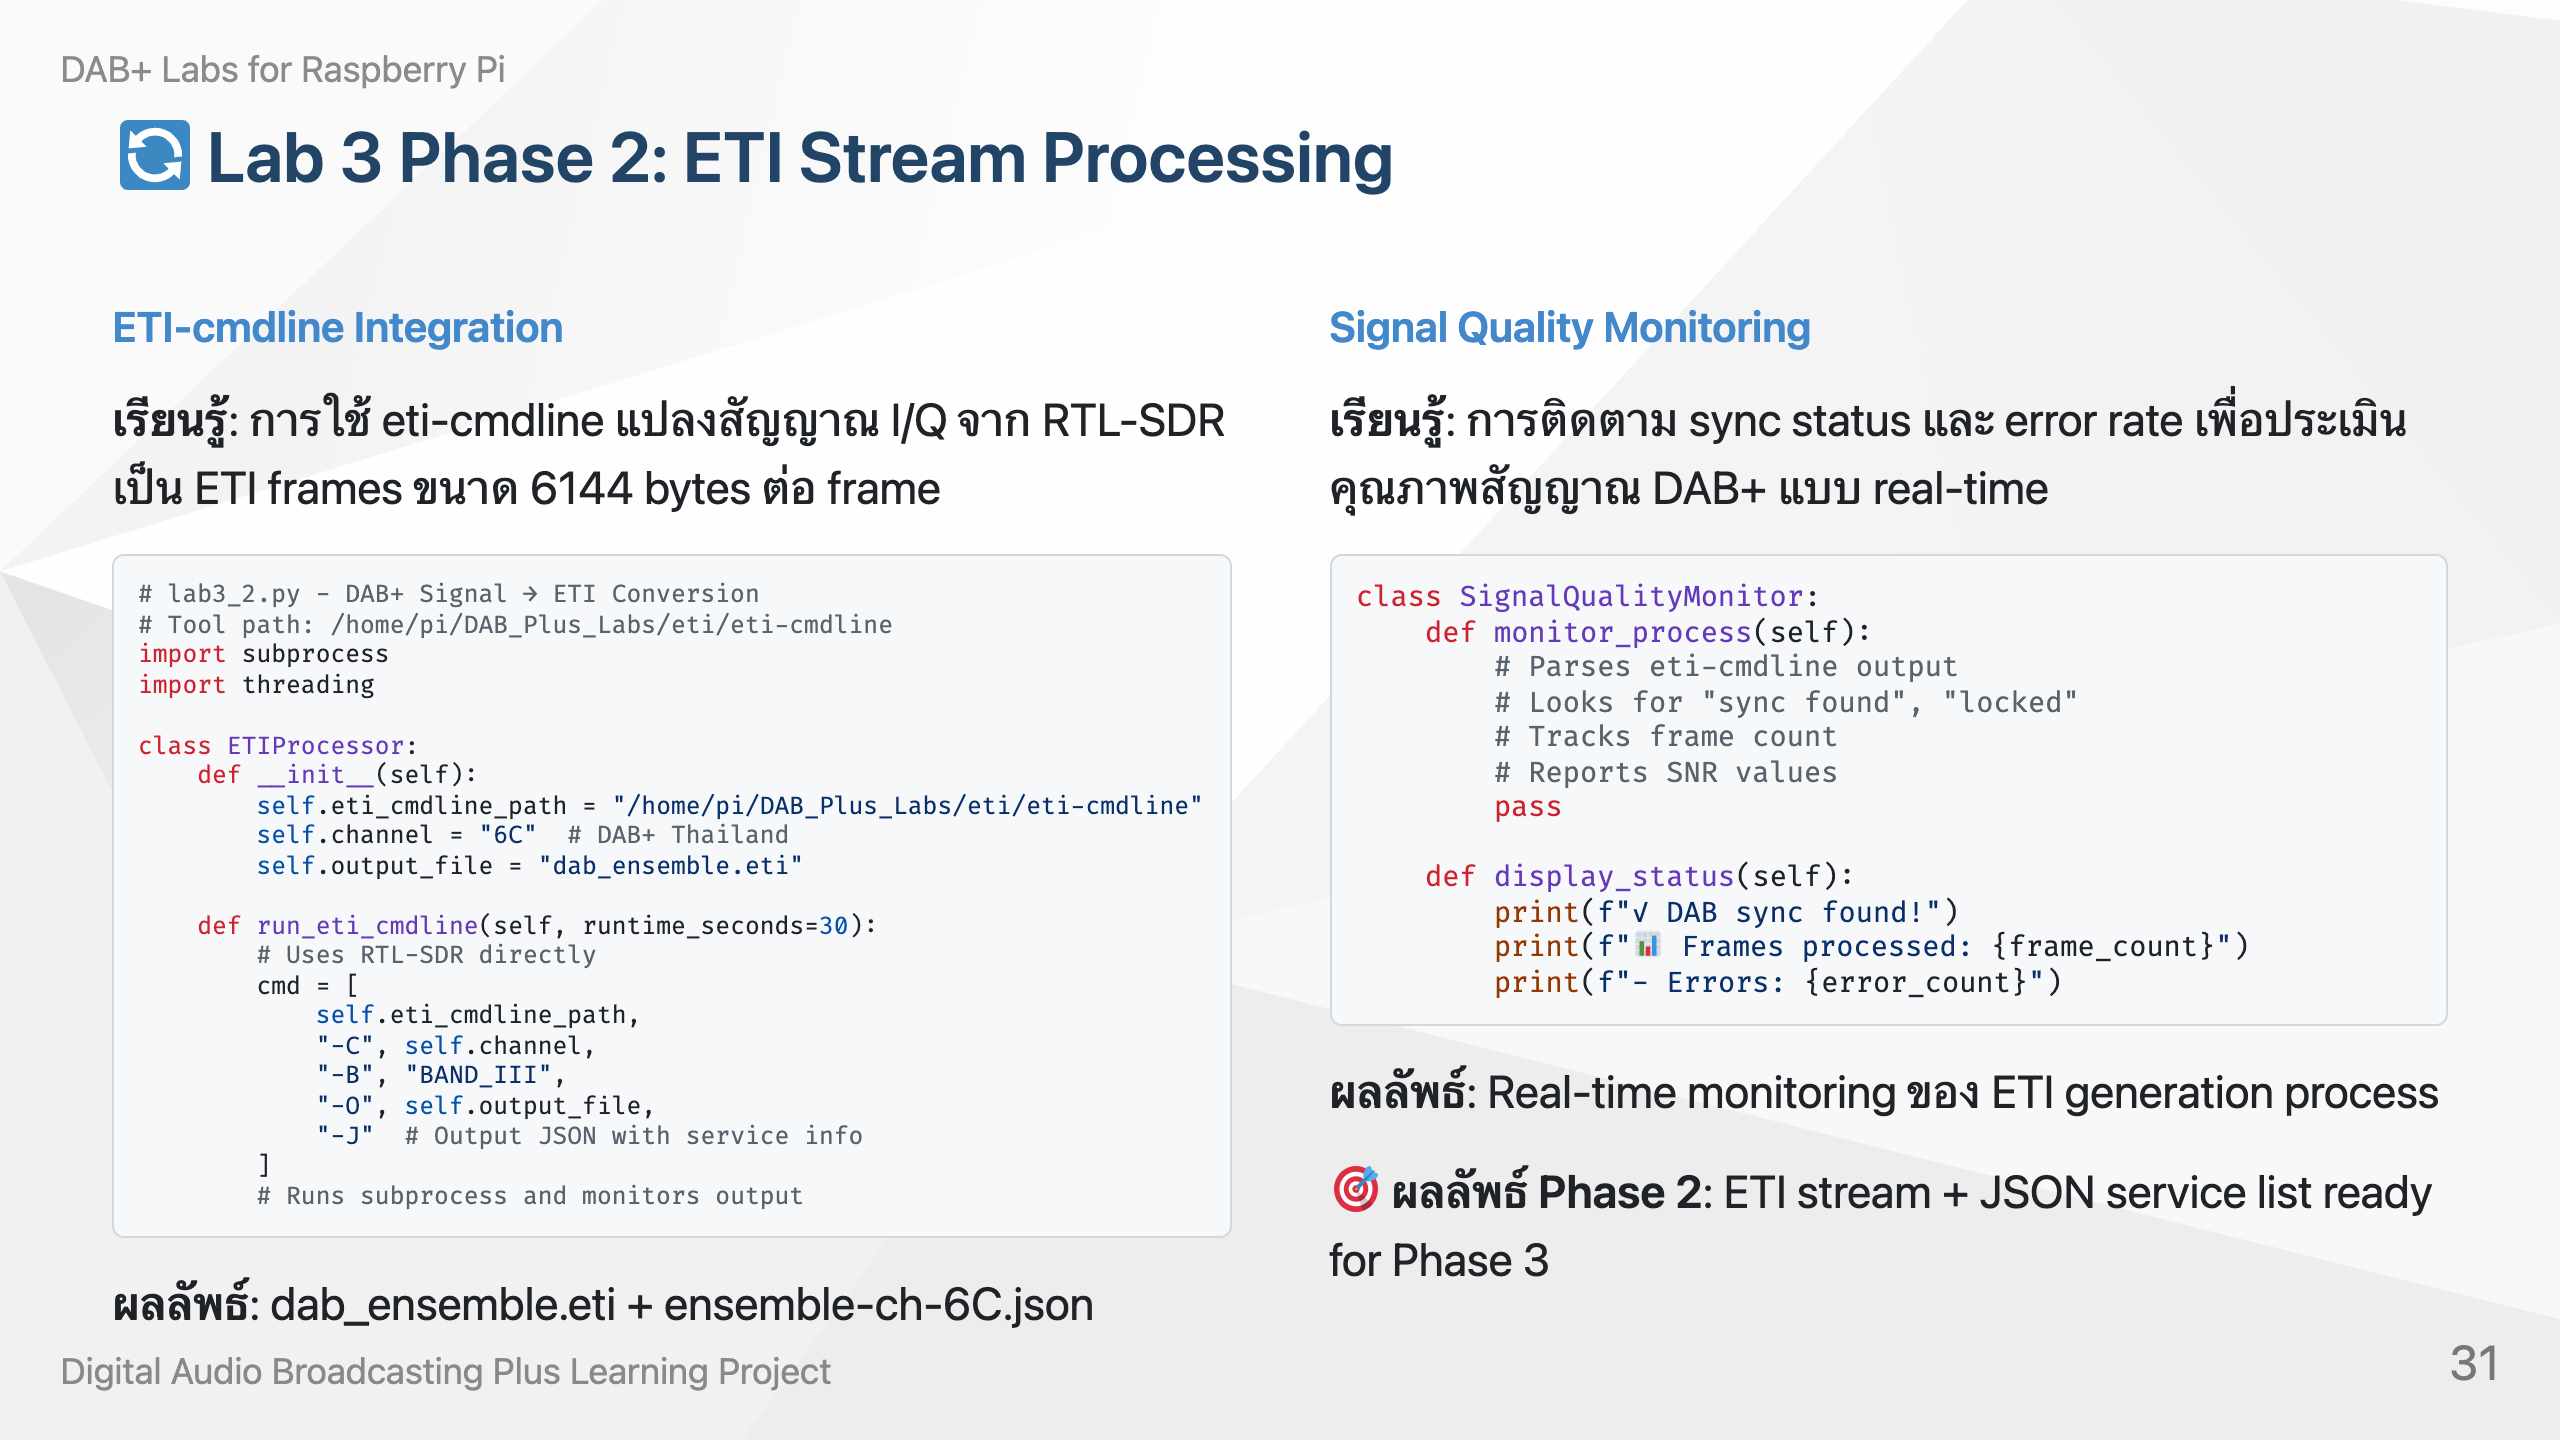 DAB+ Labs for Raspberry Pi
🔄 Lab 3 Phase 2: ETI Stream Processing
ETI-cmdline Integration
เรียนรู้: การใช้ eti-cmdline แปลงสัญญาณ I/Q จาก RTL-SDR
เป็น ETI frames ขนาด 6144 bytes ต่อ frame
# lab3_2.py - DAB+ Signal → ETI Conversion
# Tool path: /home/pi/DAB_Plus_Labs/eti/eti-cmdline
import subprocess
import threading
class ETIProcessor:
    def __init__(self):
        self.eti_cmdline_path = "/home/pi/DAB_Plus_Labs/eti/eti-cmdline"
        self.channel = "6C"  # DAB+ Thailand
        self.output_file = "dab_ensemble.eti"
    def run_eti_cmdline(self, runtime_seconds=30):
        # Uses RTL-SDR directly
        cmd = [
            self.eti_cmdline_path,
            "-C", self.channel,
            "-B", "BAND_III",
            "-O", self.output_file,
            "-J"  # Output JSON with service info
        ]
        # Runs subprocess and monitors output
ผลลัพธ์: dab_ensemble.eti + ensemble-ch-6C.json
Signal Quality Monitoring
เรียนรู้: การติดตาม sync status และ error rate เพื่อประเมิน
คุณภาพสัญญาณ DAB+ แบบ real-time
class SignalQualityMonitor:
    def monitor_process(self):
        # Parses eti-cmdline output
        # Looks for "sync found", "locked"
        # Tracks frame count
        # Reports SNR values
        pass
    def display_status(self):
        print(f"√ DAB sync found!")
        print(f"📊 Frames processed: {frame_count}")
        print(f"- Errors: {error_count}")
ผลลัพธ์: Real-time monitoring ของ ETI generation process
🎯 ผลลัพธ์ Phase 2: ETI stream + JSON service list ready
for Phase 3
Digital Audio Broadcasting Plus Learning Project
31